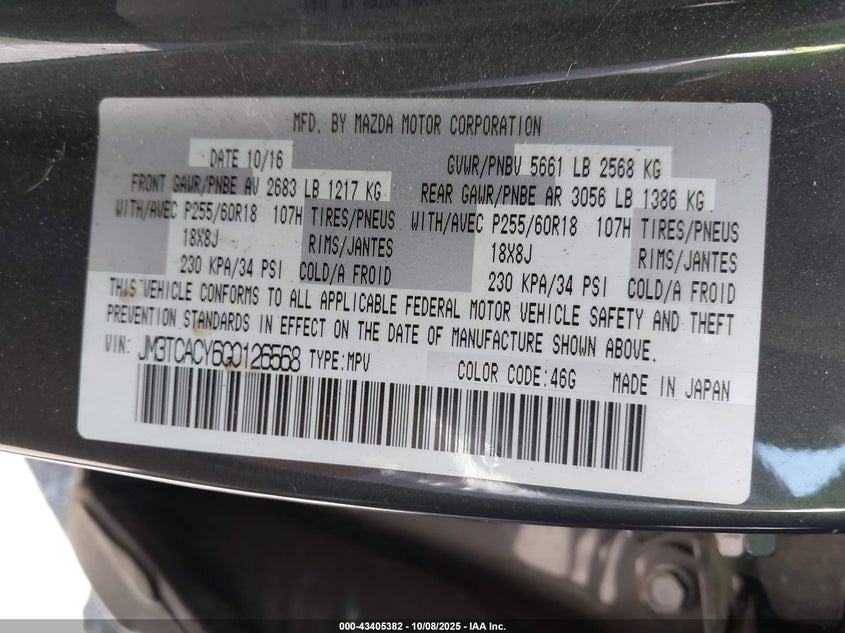 MFD. BY MAZDA MOTOR CORPORATION
DATE 10/16 GVWR/PNBV 5661 LB 2568 KG
FRONT GAWR/PNBE AV 2683 LB 1217 KG REAR GAWR/PNBE AR 3056 LB 1386 KG
WITH/AVEC P255/60R18 107H TIRES/PNEUS WITH/AVEC P255/60R18 107H TIRES/PNEUS
18X8J RIMS/JANTES 18X8J RIMS/JANTES
230 KPA/34 PSI COLD/A FROID 230 KPA/34 PSI COLD/A FROID
THIS VEHICLE CONFORMS TO ALL APPLICABLE FEDERAL MOTOR VEHICLE SAFETY AND THEFT
PREVENTION STANDARDS IN EFFECT ON THE DATE OF MANUFACTURE SHOWN ABOVE.
VIN: JM3TCACY6G0126568 TYPE:MPV COLOR CODE:46G MADE IN JAPAN
000-43405382 - 10/08/2025 - IAA Inc.